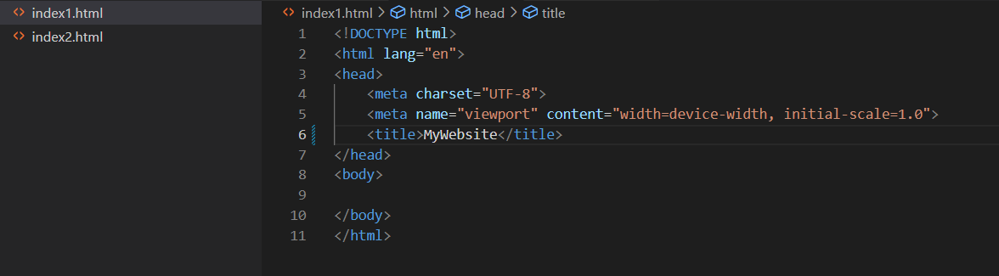 index1.html
index2.html
index1.html > html > head > title
1 <!DOCTYPE html>
2 <html lang="en">
3 <head>
4     <meta charset="UTF-8">
5     <meta name="viewport" content="width=device-width, initial-scale=1.0">
6     <title>MyWebsite</title>
7 </head>
8 <body>
9
10 </body>
11 </html>